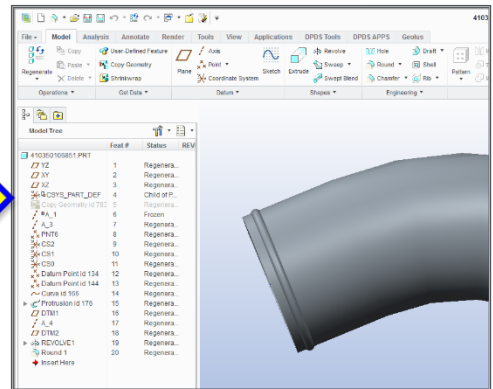 4103
File Model Analysis Annotate Render Tools View Applications DPDS Tools DPDS APPS Geolus
Copy User-Defined Feature Axis Revolve Hole Draft
Regenerate Paste Copy Geometry Plane Point Sketch Extrude Sweep Round Shell Pattern
Delete Shrinkwrap Coordinate System Swept Blend Chamfer Rib
Operations Get Data Datum Shapes Engineering
Model Tree
Feat # Status REVI
410350106851.PRT
YZ 1 Regenera...
XY 2 Regenera...
XZ 3 Regenera...
CSYS_PART_DEF 4 Child of P...
Copy Geometry id 782 5 Regenera...
A_1 6 Frozen
A_3 7 Regenera...
PNT6 8 Regenera...
CS2 9 Regenera...
CS1 10 Regenera...
CS0 11 Regenera...
Datum Point id 134 12 Regenera...
Datum Point id 144 13 Regenera...
Curve id 166 14 Regenera...
Protrusion id 176 15 Regenera...
DTM1 16 Regenera...
A_4 17 Regenera...
DTM2 18 Regenera...
REVOLVE1 19 Regenera...
Round 1 20 Regenera...
Insert Here